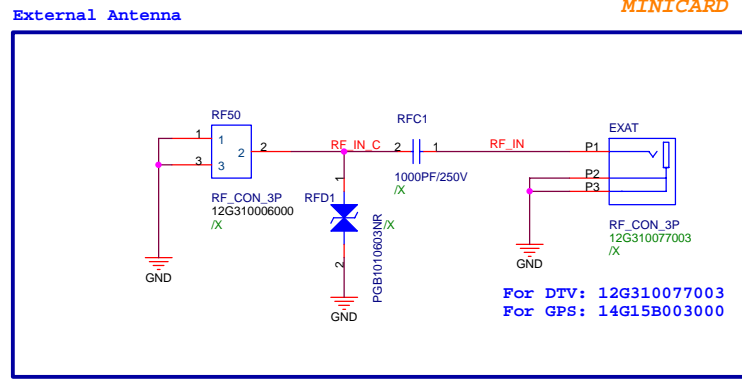 External Antenna
MINICARD
RF50
1
1
2
2
3
3
RF_CON_3P
12G310006000
/X
GND
RF_IN_C
RFC1
2
1
1000PF/250V
/X
RF_IN
1
RFD1
/X
PGB1010603NR
2
GND
EXAT
P1
P2
P3
RF_CON_3P
12G310077003
/X
GND
For DTV: 12G310077003
For GPS: 14G15B003000